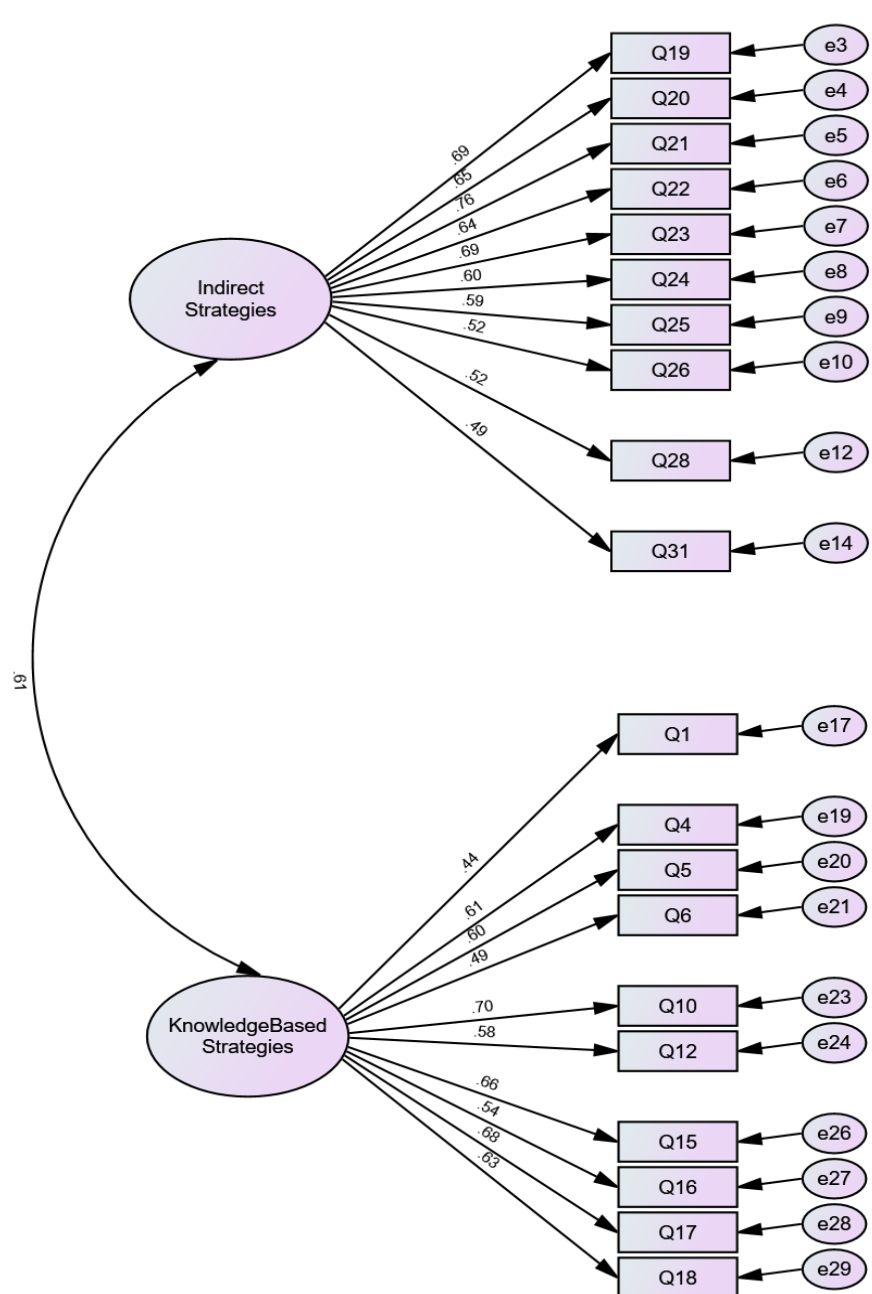 Q19
e3
Q20
e4
Q21
e5
Q22
e6
Q23
e7
Q24
e8
Q25
e9
Q26
e10
Q28
e12
Q31
e14
.69
.65
.76
.64
.69
.60
.59
.52
.52
.49
Indirect
Strategies
.61
Q1
e17
Q4
e19
Q5
e20
Q6
e21
Q10
e23
Q12
e24
Q15
e26
Q16
e27
Q17
e28
Q18
e29
.44
.61
.60
.49
.70
.58
.66
.54
.68
.63
KnowledgeBased
Strategies